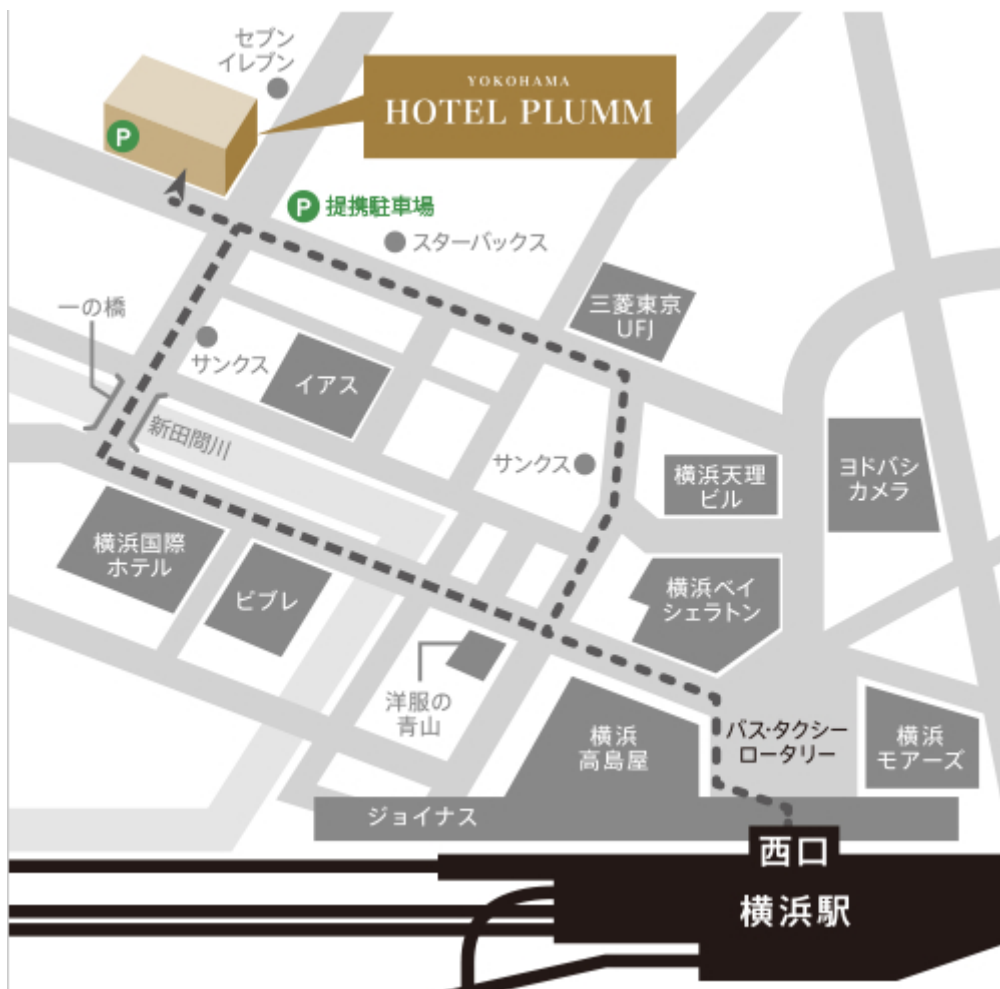 セブン
イレブン
YOKOHAMA
HOTEL PLUMM
P
P 提携駐車場
スターバックス
三菱東京
UFJ
一の橋
サンクス
イアス
新田間川
サンクス
横浜天理
ビル
ヨドバシ
カメラ
横浜国際
ホテル
ビブレ
横浜ベイ
シェラトン
洋服の
青山
横浜
高島屋
バス・タクシー
ロータリー
横浜
モアーズ
ジョイナス
西口
横浜駅